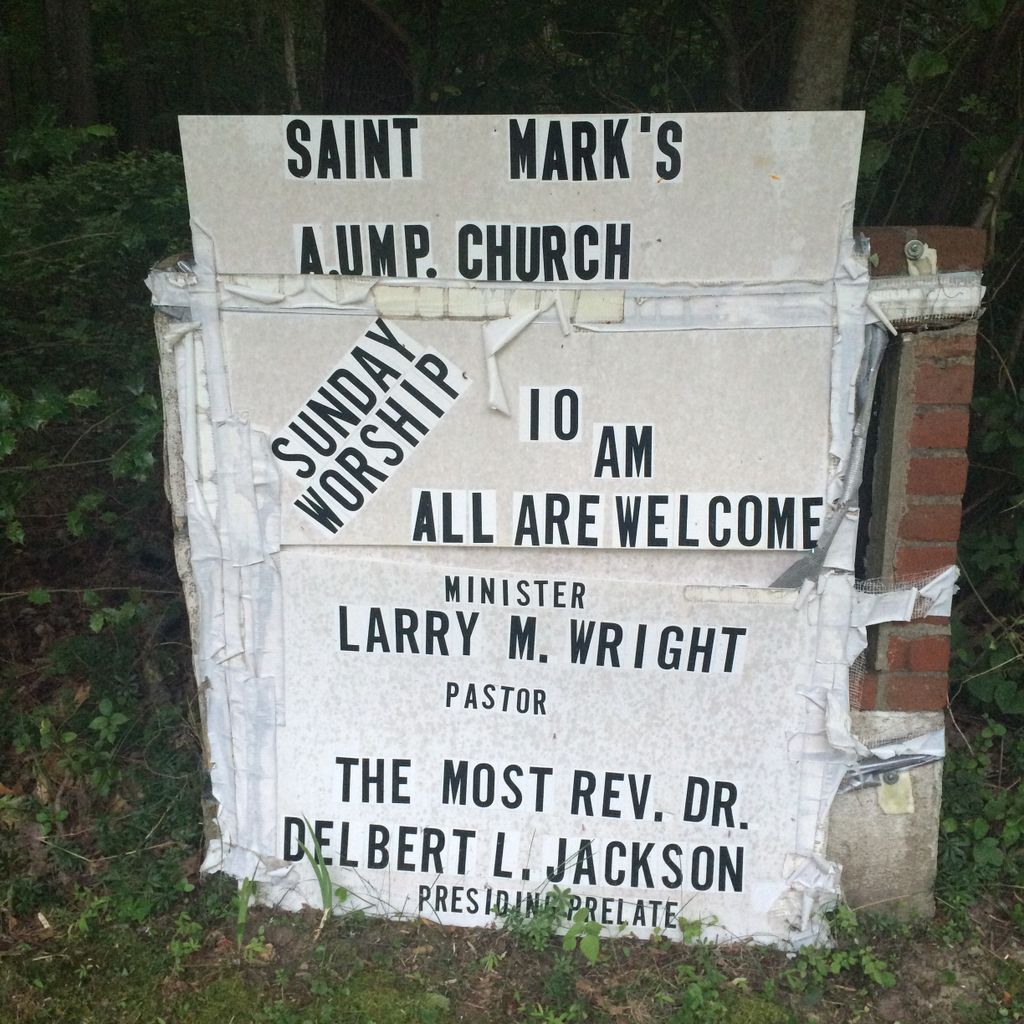 SAINT MARK'S
A.UMP. CHURCH
SUNDAY
WORSHIP
10
AM
ALL ARE WELCOME
MINISTER
LARRY M. WRIGHT
PASTOR
THE MOST REV. DR.
DELBERT L. JACKSON
PRESIDING PRELATE